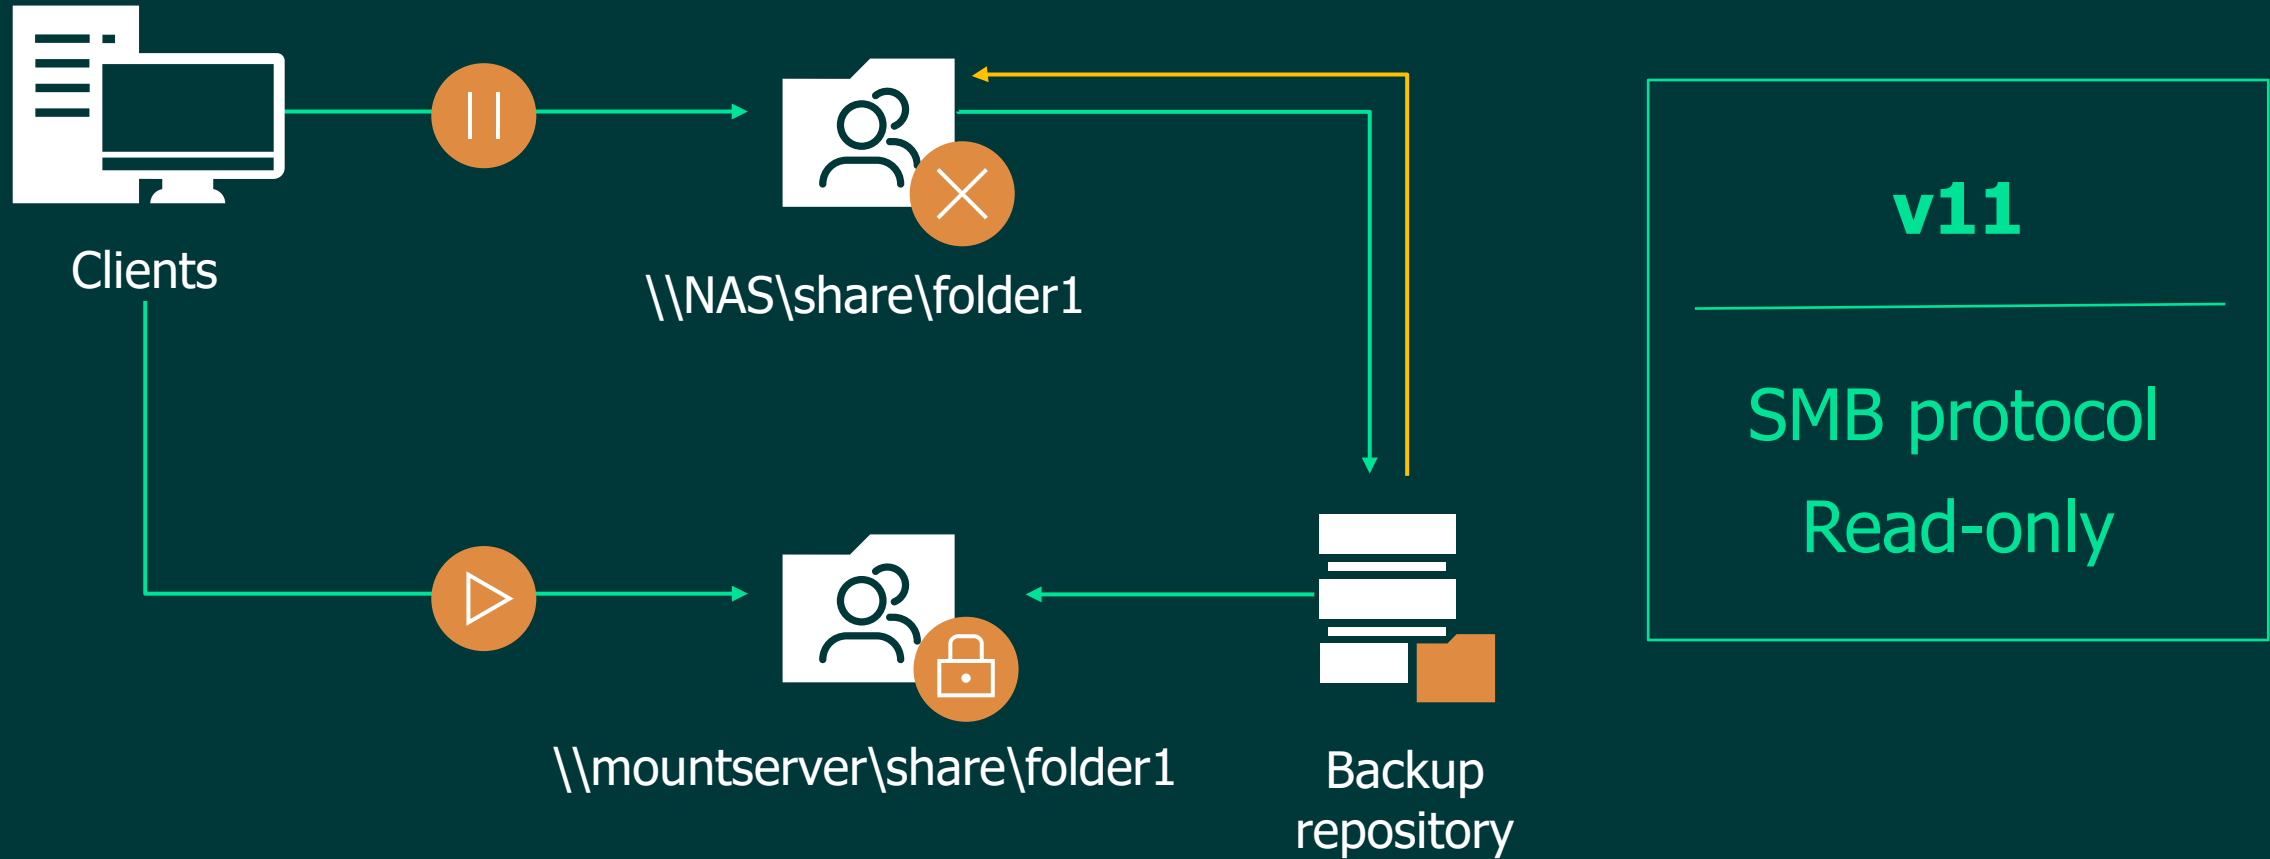 Clients
\\NAS\share\folder1
v11
SMB protocol
Read-only
\\mountserver\share\folder1
Backup
repository